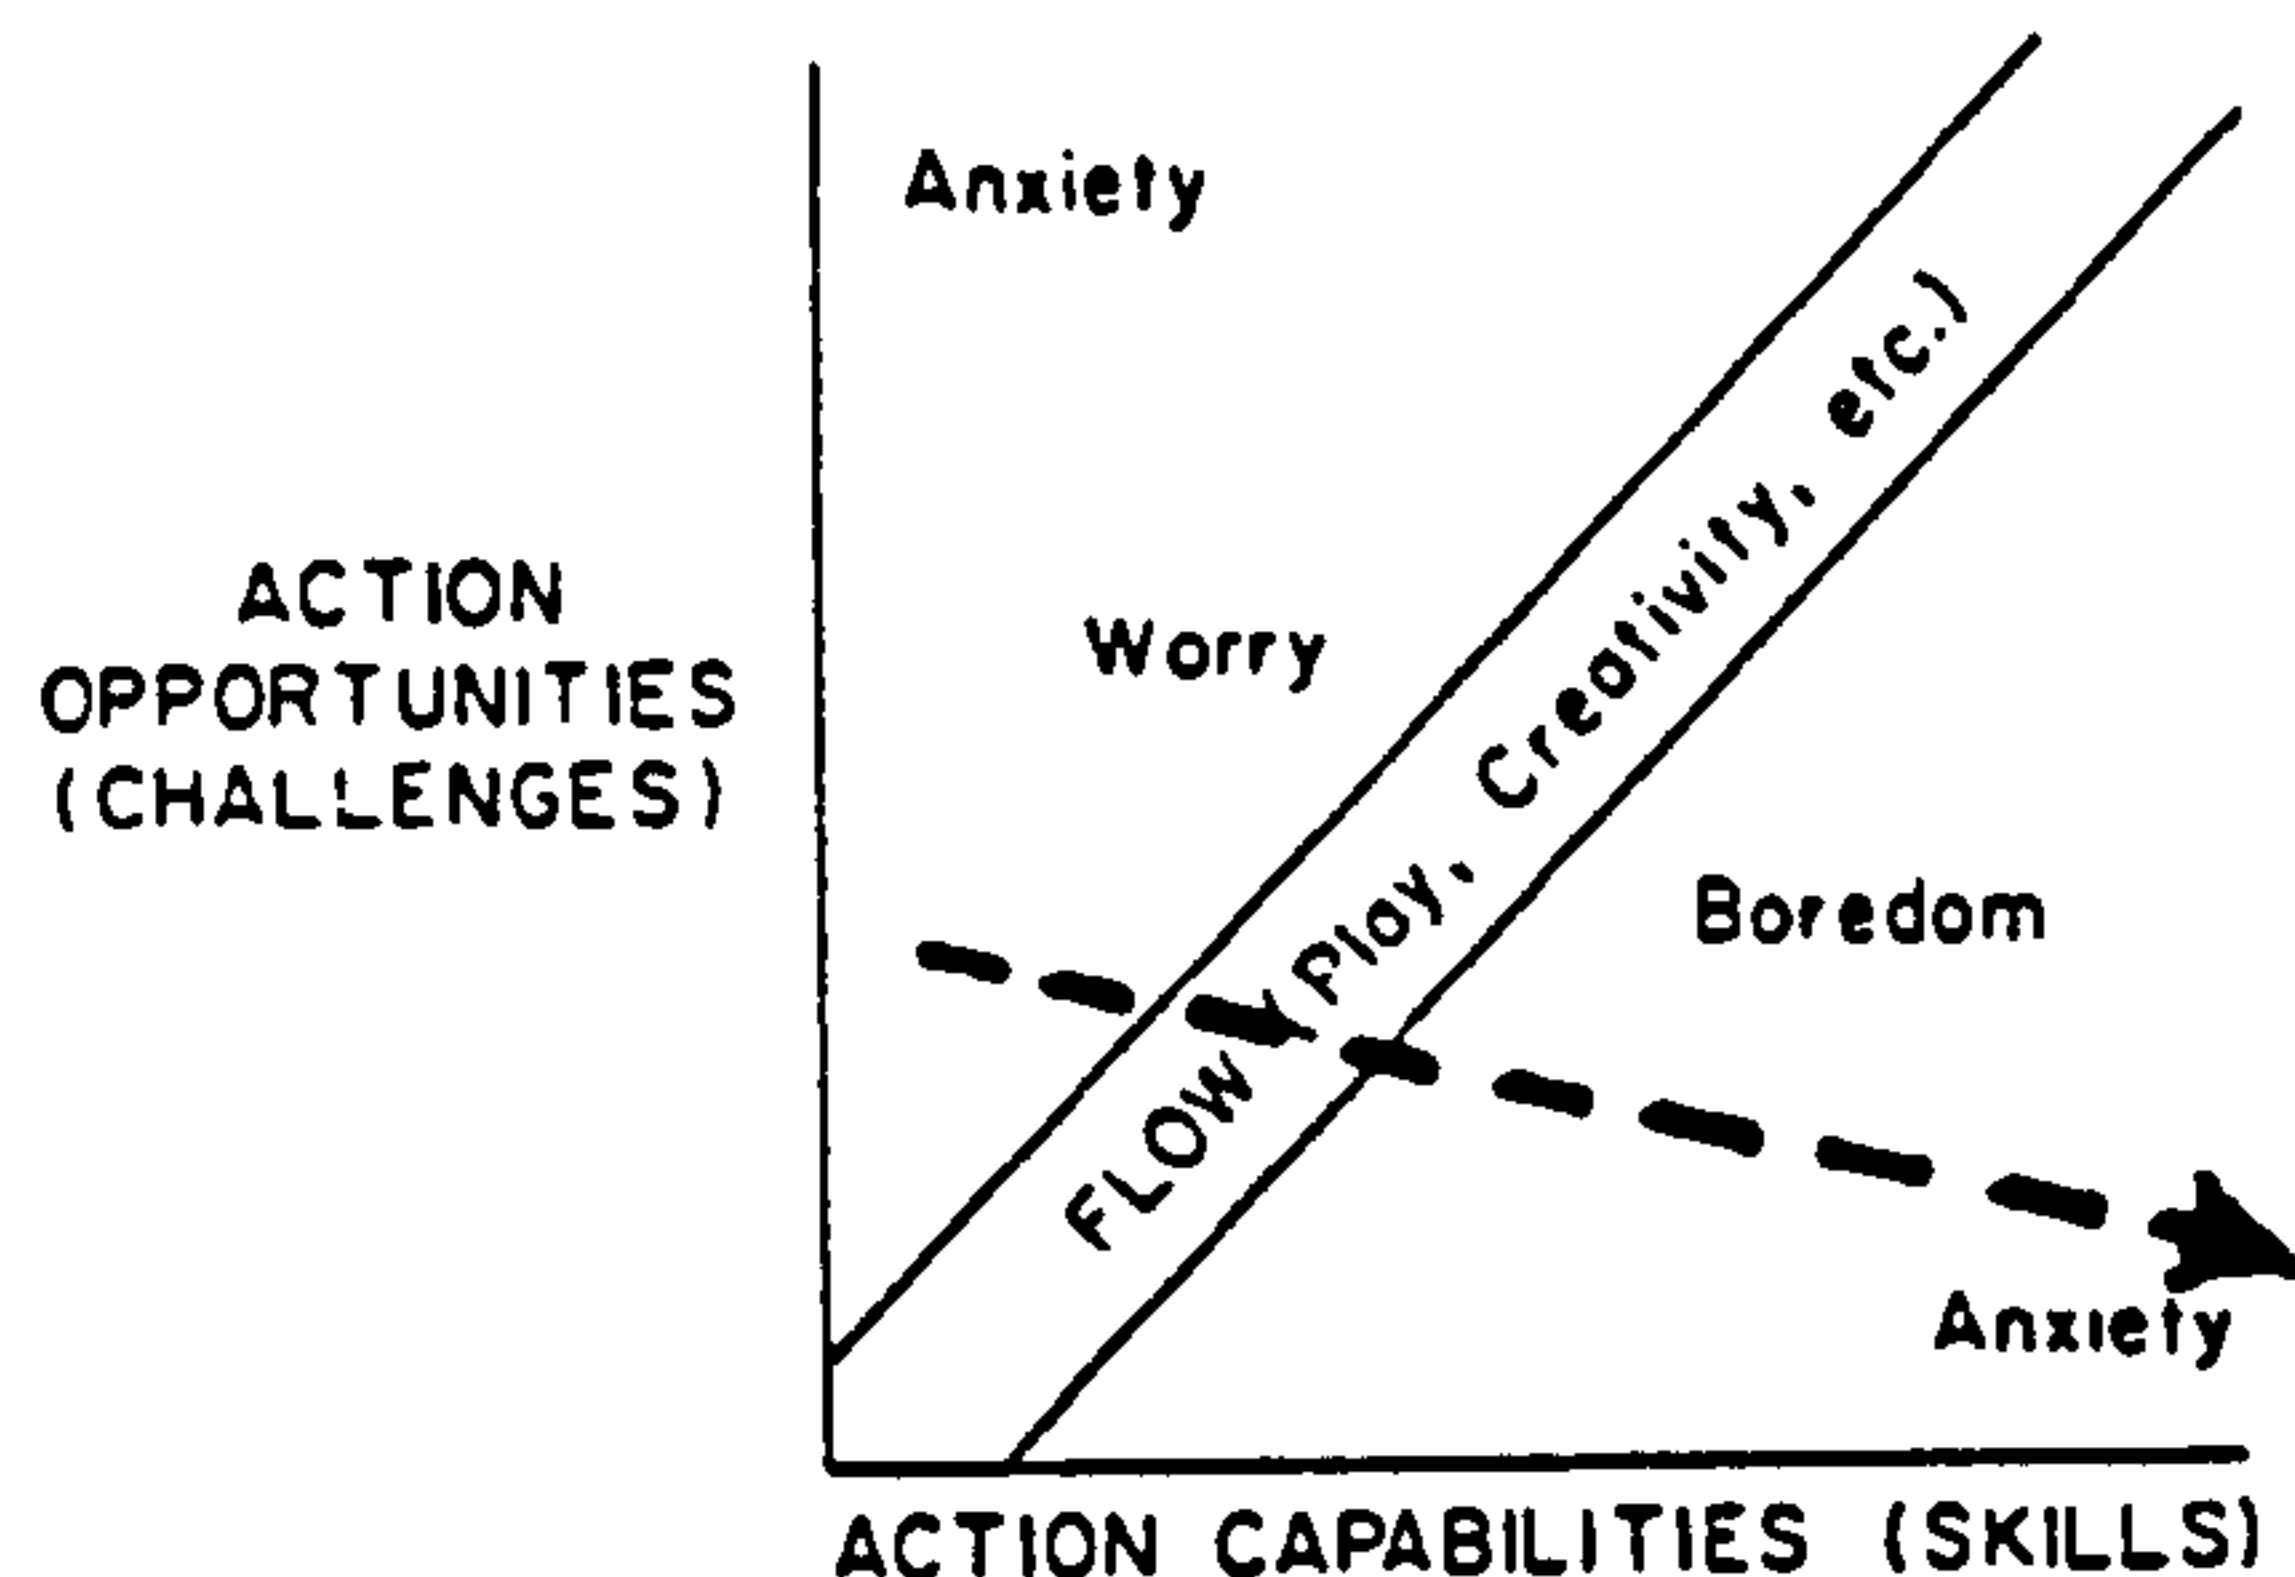 Anxiety
ACTION
OPPORTUNITIES
(CHALLENGES)
Worry
FLOW (Play, Creativity, etc.)
Boredom
Anxiety
ACTION CAPABILITIES (SKILLS)